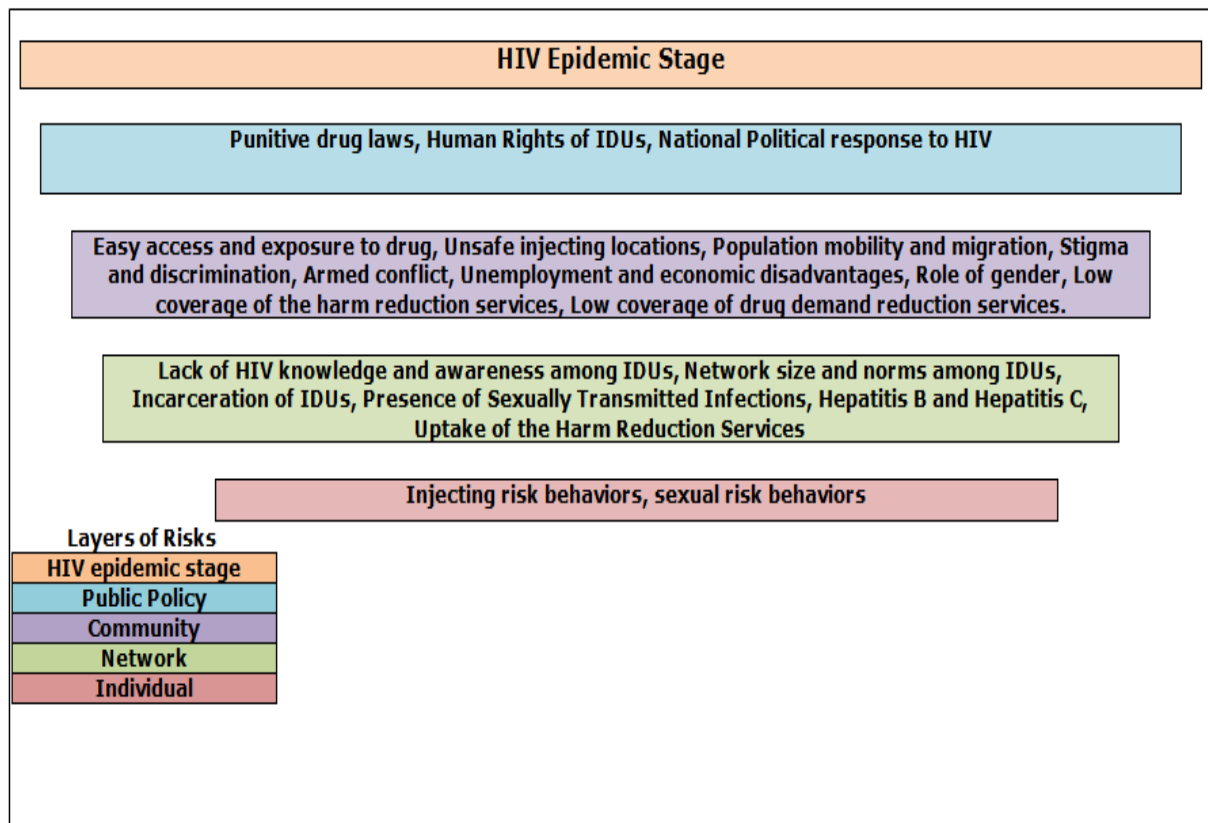 HIV Epidemic Stage
Punitive drug laws, Human Rights of IDUs, National Political response to HIV
Easy access and exposure to drug, Unsafe injecting locations, Population mobility and migration, Stigma
and discrimination, Armed conflict, Unemployment and economic disadvantages, Role of gender, Low
coverage of the harm reduction services, Low coverage of drug demand reduction services.
Lack of HIV knowledge and awareness among IDUs, Network size and norms among IDUs,
Incarceration of IDUs, Presence of Sexually Transmitted Infections, Hepatitis B and Hepatitis C,
Uptake of the Harm Reduction Services
Injecting risk behaviors, sexual risk behaviors
Layers of Risks
HIV epidemic stage
Public Policy
Community
Network
Individual